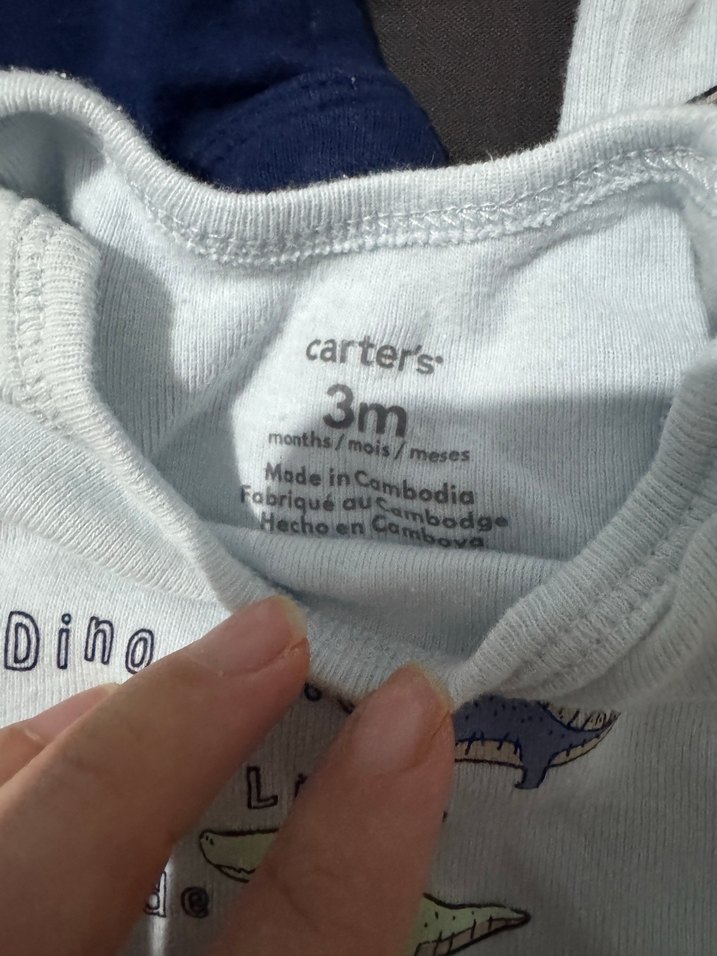 carter's
3m
months / mois / meses
Made in Cambodia
Fabriqué au Cambodge
Hecho en Camboya
Dino